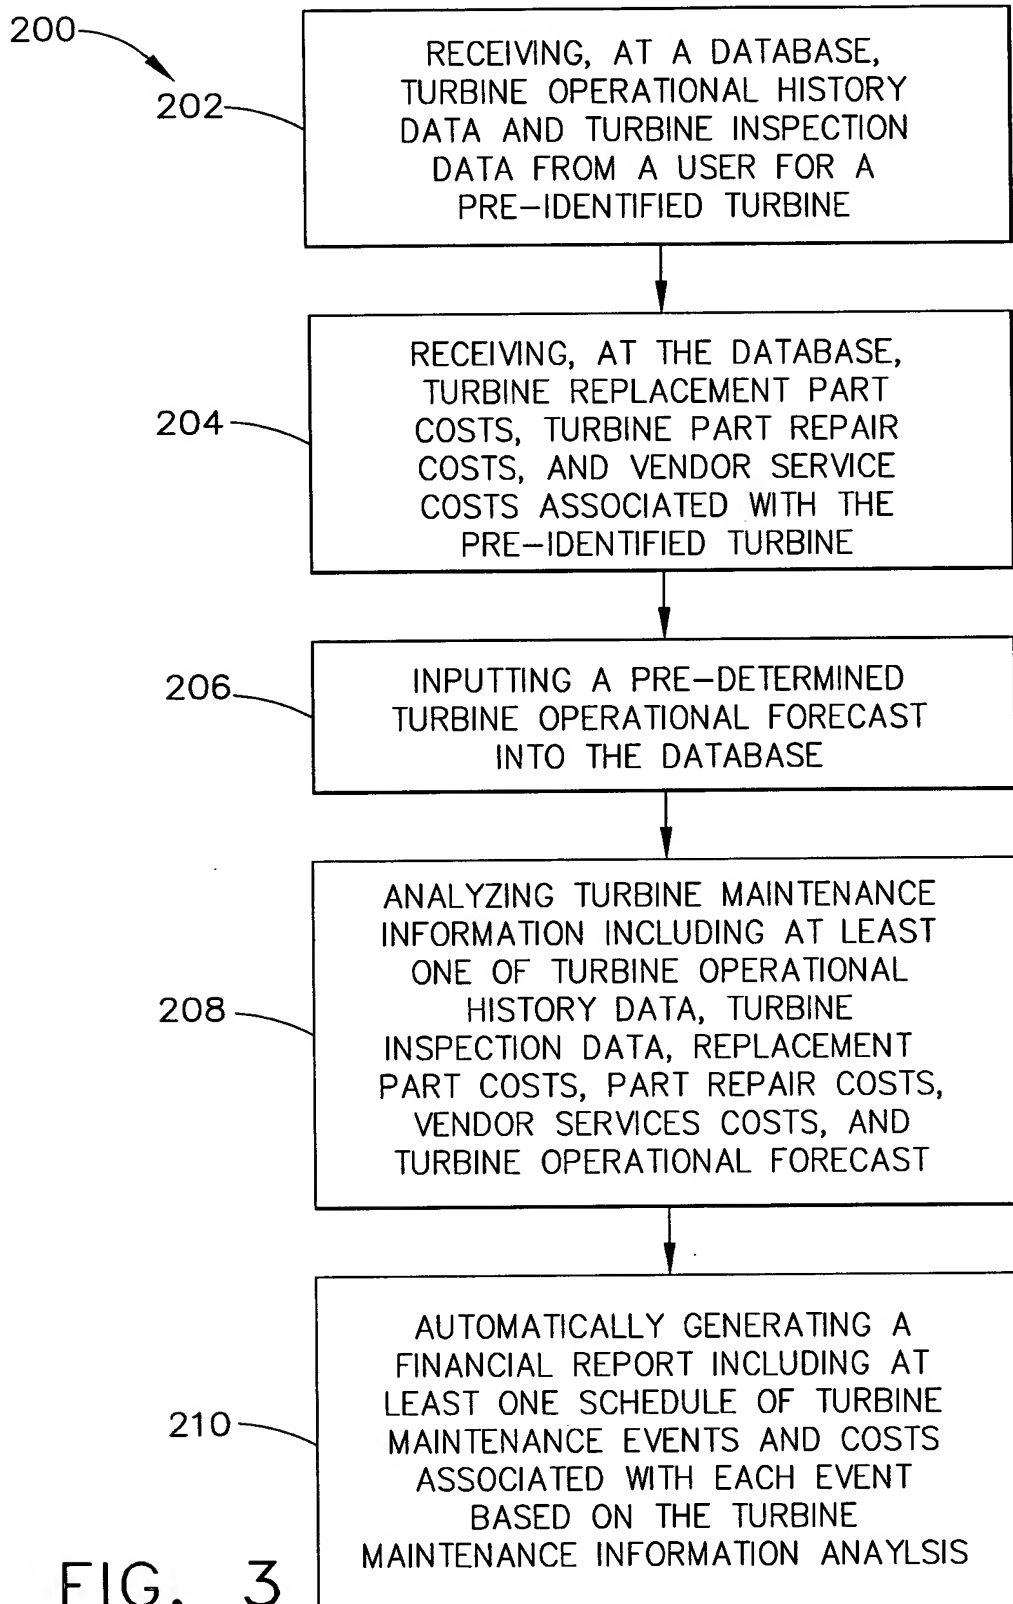 200
202
RECEIVING, AT A DATABASE,
TURBINE OPERATIONAL HISTORY
DATA AND TURBINE INSPECTION
DATA FROM A USER FOR A
PRE-IDENTIFIED TURBINE
204
RECEIVING, AT THE DATABASE,
TURBINE REPLACEMENT PART
COSTS, TURBINE PART REPAIR
COSTS, AND VENDOR SERVICE
COSTS ASSOCIATED WITH THE
PRE-IDENTIFIED TURBINE
206
INPUTTING A PRE-DETERMINED
TURBINE OPERATIONAL FORECAST
INTO THE DATABASE
208
ANALYZING TURBINE MAINTENANCE
INFORMATION INCLUDING AT LEAST
ONE OF TURBINE OPERATIONAL
HISTORY DATA, TURBINE
INSPECTION DATA, REPLACEMENT
PART COSTS, PART REPAIR COSTS,
VENDOR SERVICES COSTS, AND
TURBINE OPERATIONAL FORECAST
210
AUTOMATICALLY GENERATING A
FINANCIAL REPORT INCLUDING AT
LEAST ONE SCHEDULE OF TURBINE
MAINTENANCE EVENTS AND COSTS
ASSOCIATED WITH EACH EVENT
BASED ON THE TURBINE
MAINTENANCE INFORMATION ANAYLSIS
FIG. 3